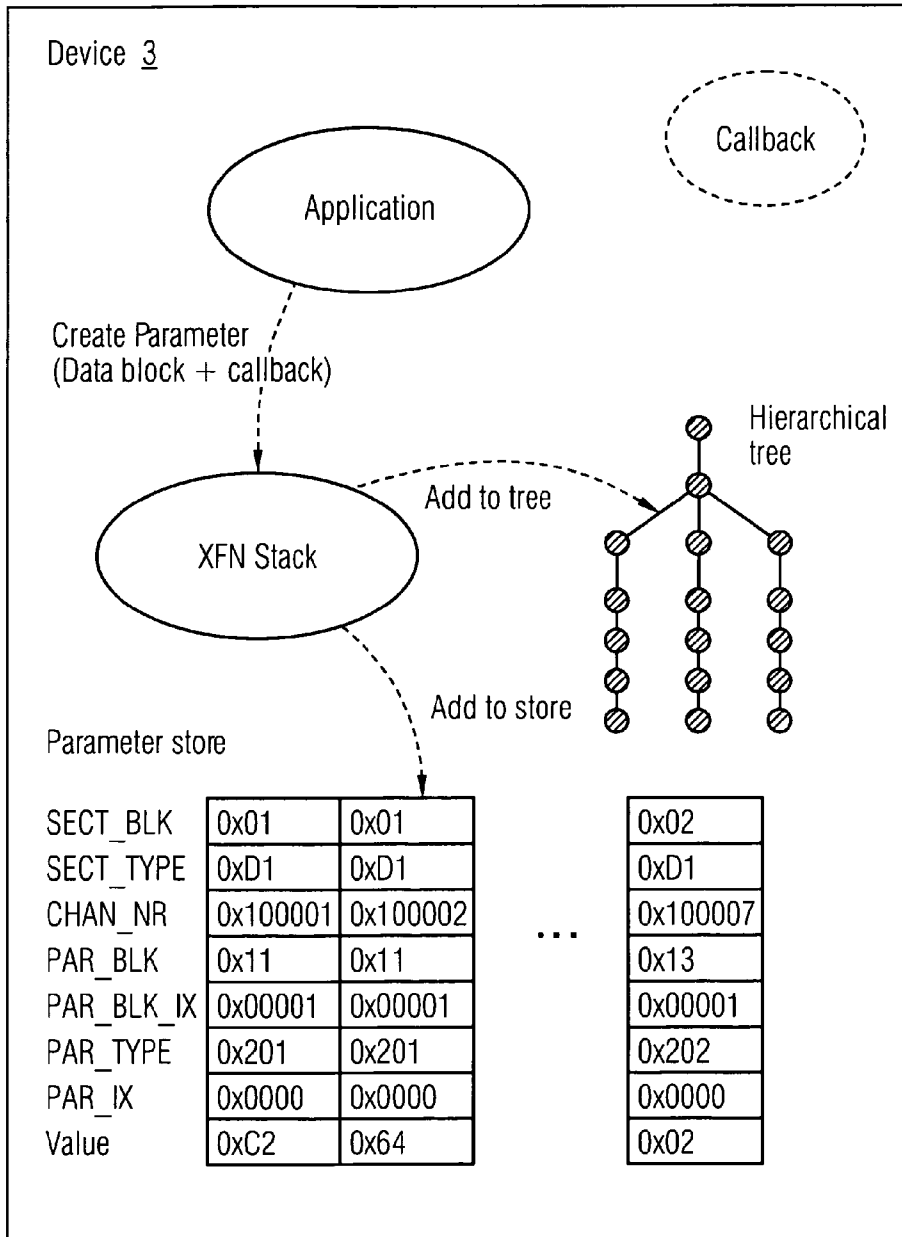 Device 3
Callback
Application
Create Parameter
(Data block + callback)
Hierarchical
tree
Add to tree
XFN Stack
Add to store
Parameter store
SECT_BLK 0x01 0x01 0x02
SECT_TYPE 0xD1 0xD1 0xD1
CHAN_NR 0x100001 0x100002 ... 0x100007
PAR_BLK 0x11 0x11 0x13
PAR_BLK_IX 0x00001 0x00001 0x00001
PAR_TYPE 0x201 0x201 0x202
PAR_IX 0x0000 0x0000 0x0000
Value 0xC2 0x64 0x02